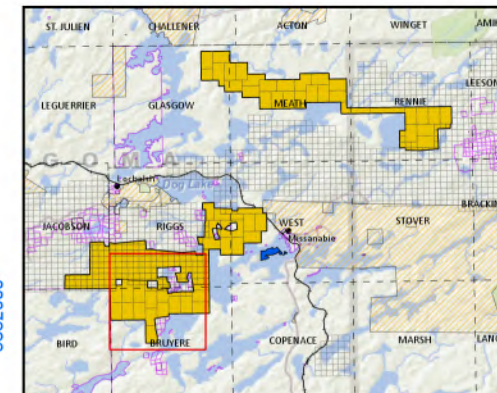 ST. JULIEN CHALLENER ACTON WINGET
LEGUERRIER GLASGOW MEATH RENNIE LEESON
G O M A
Lochalsh Dog Lake
JACOBSON RIGGS WEST STOVER
Missanabie
BIRD BRUYERE COPENACE MARSH